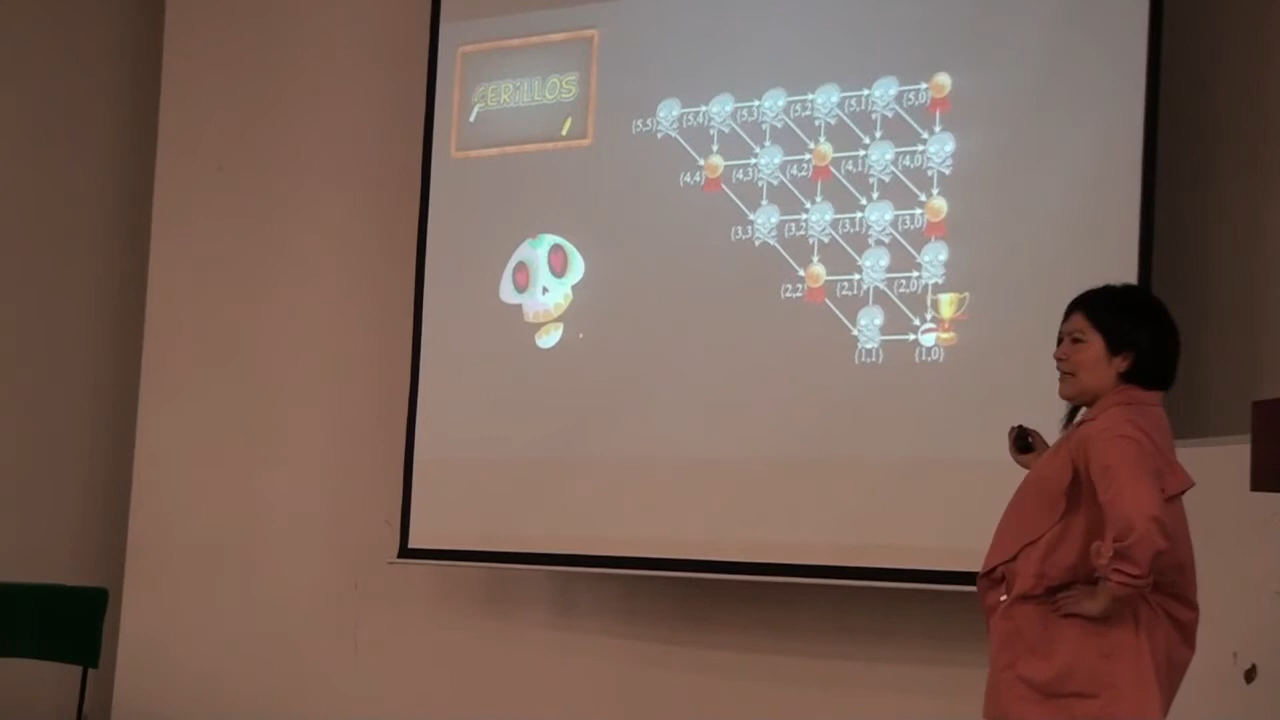 CERILLOS
{5,5} {5,4} {5,3} {5,2} {5,1} {5,0}
{4,4} {4,3} {4,2} {4,1} {4,0}
{3,3} {3,2 {3,1} {3,0}
{2,2 {2,1} {2,0}
{1,1} {1,0}